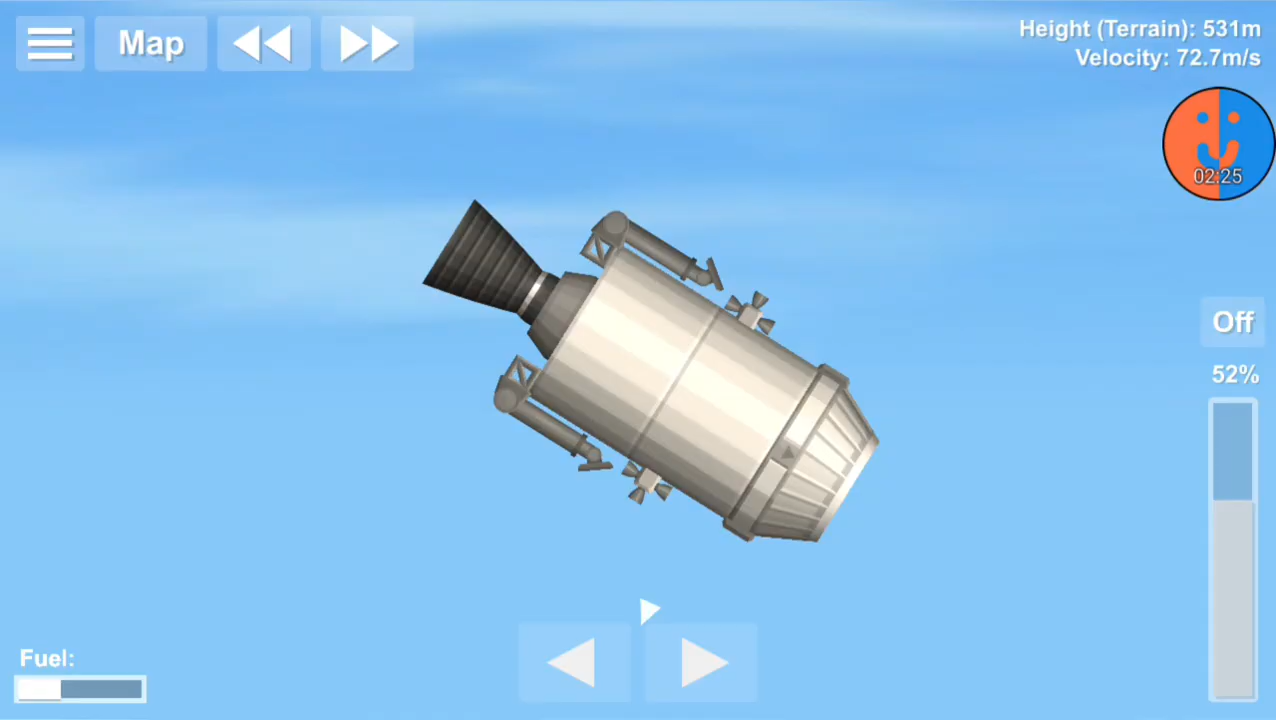 Map
Height (Terrain): 531m
Velocity: 72.7m/s
02:25
Off
52%
Fuel: